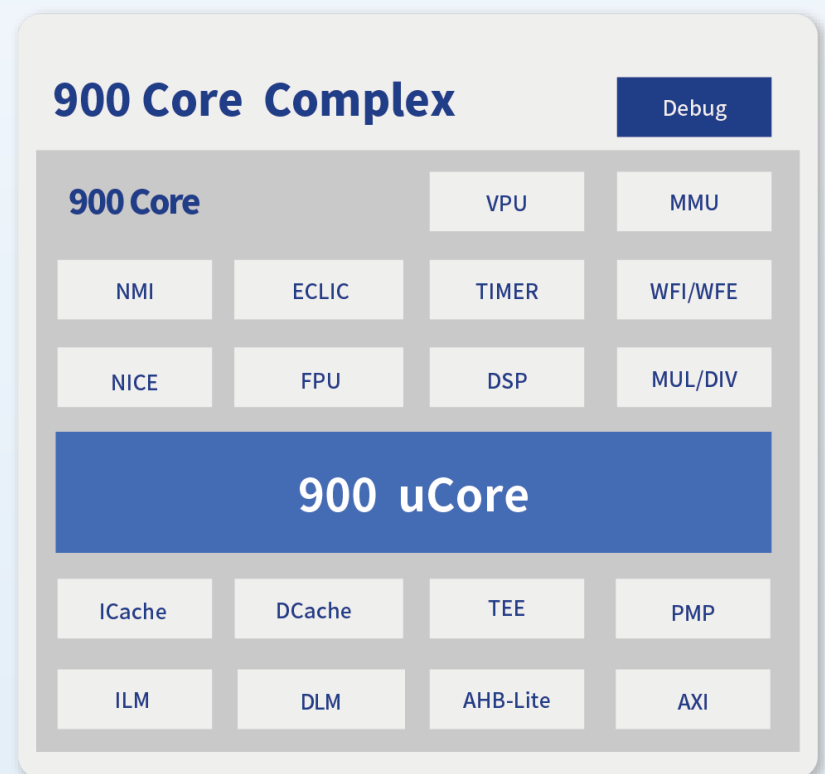 900 Core Complex
Debug
900 Core
VPU
MMU
NMI
ECLIC
TIMER
WFI/WFE
NICE
FPU
DSP
MUL/DIV
900 uCore
ICache
DCache
TEE
PMP
ILM
DLM
AHB-Lite
AXI